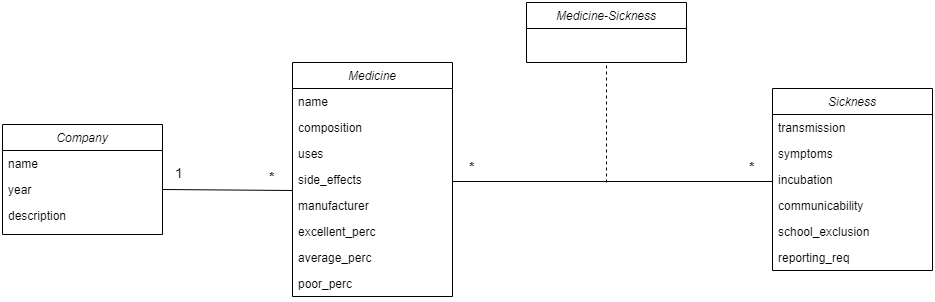 Company
name
year
description
1
*
Medicine
name
composition
uses
side_effects
manufacturer
excellent_perc
average_perc
poor_perc
*
Medicine-Sickness
*
Sickness
transmission
symptoms
incubation
communicability
school_exclusion
reporting_req